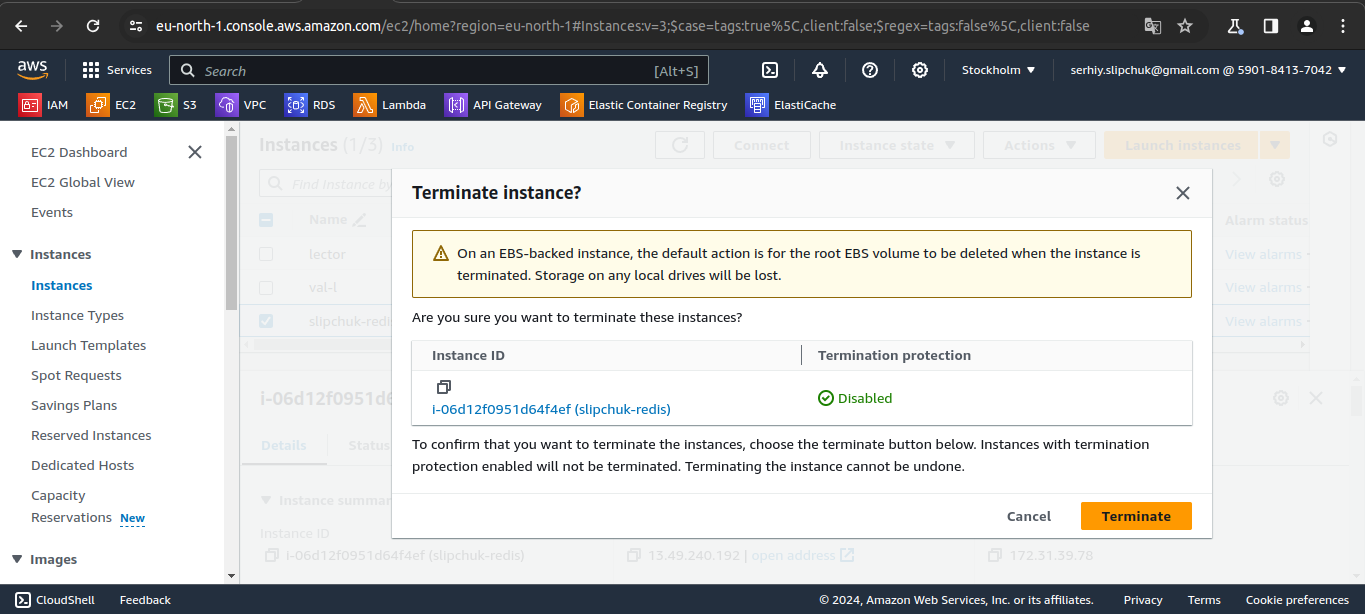 eu-north-1.console.aws.amazon.com/ec2/home?region=eu-north-1#Instances:v=3;$case=tags:true%5C,client:false;$regex=tags:false%5C,client:false
aws Services Search [Alt+S] Stockholm serhiy.slipchuk@gmail.com @ 5901-8413-7042
IAM EC2 S3 VPC RDS Lambda API Gateway Elastic Container Registry ElastiCache
EC2 Dashboard
EC2 Global View
Events
Instances
Instances
Instance Types
Launch Templates
Spot Requests
Savings Plans
Reserved Instances
Dedicated Hosts
Capacity
Reservations New
Images
Instances (1/3) Info Connect Instance state Actions Launch instances
Find Instance by
Name Alarm status
lector View alarms
val-l View alarms
slipchuk-redis View alarms
Terminate instance?
On an EBS-backed instance, the default action is for the root EBS volume to be deleted when the instance is
terminated. Storage on any local drives will be lost.
Are you sure you want to terminate these instances?
Instance ID Termination protection
i-06d12f0951d64f4ef (slipchuk-redis) Disabled
To confirm that you want to terminate the instances, choose the terminate button below. Instances with termination
protection enabled will not be terminated. Terminating the instance cannot be undone.
Cancel Terminate
i-06d12f0951d6
Details Status
Instance summar
Instance ID
i-06d12f0951d64f4ef (slipchuk-redis) 13.49.240.192 | open address 172.31.39.78
CloudShell Feedback © 2024, Amazon Web Services, Inc. or its affiliates. Privacy Terms Cookie preferences